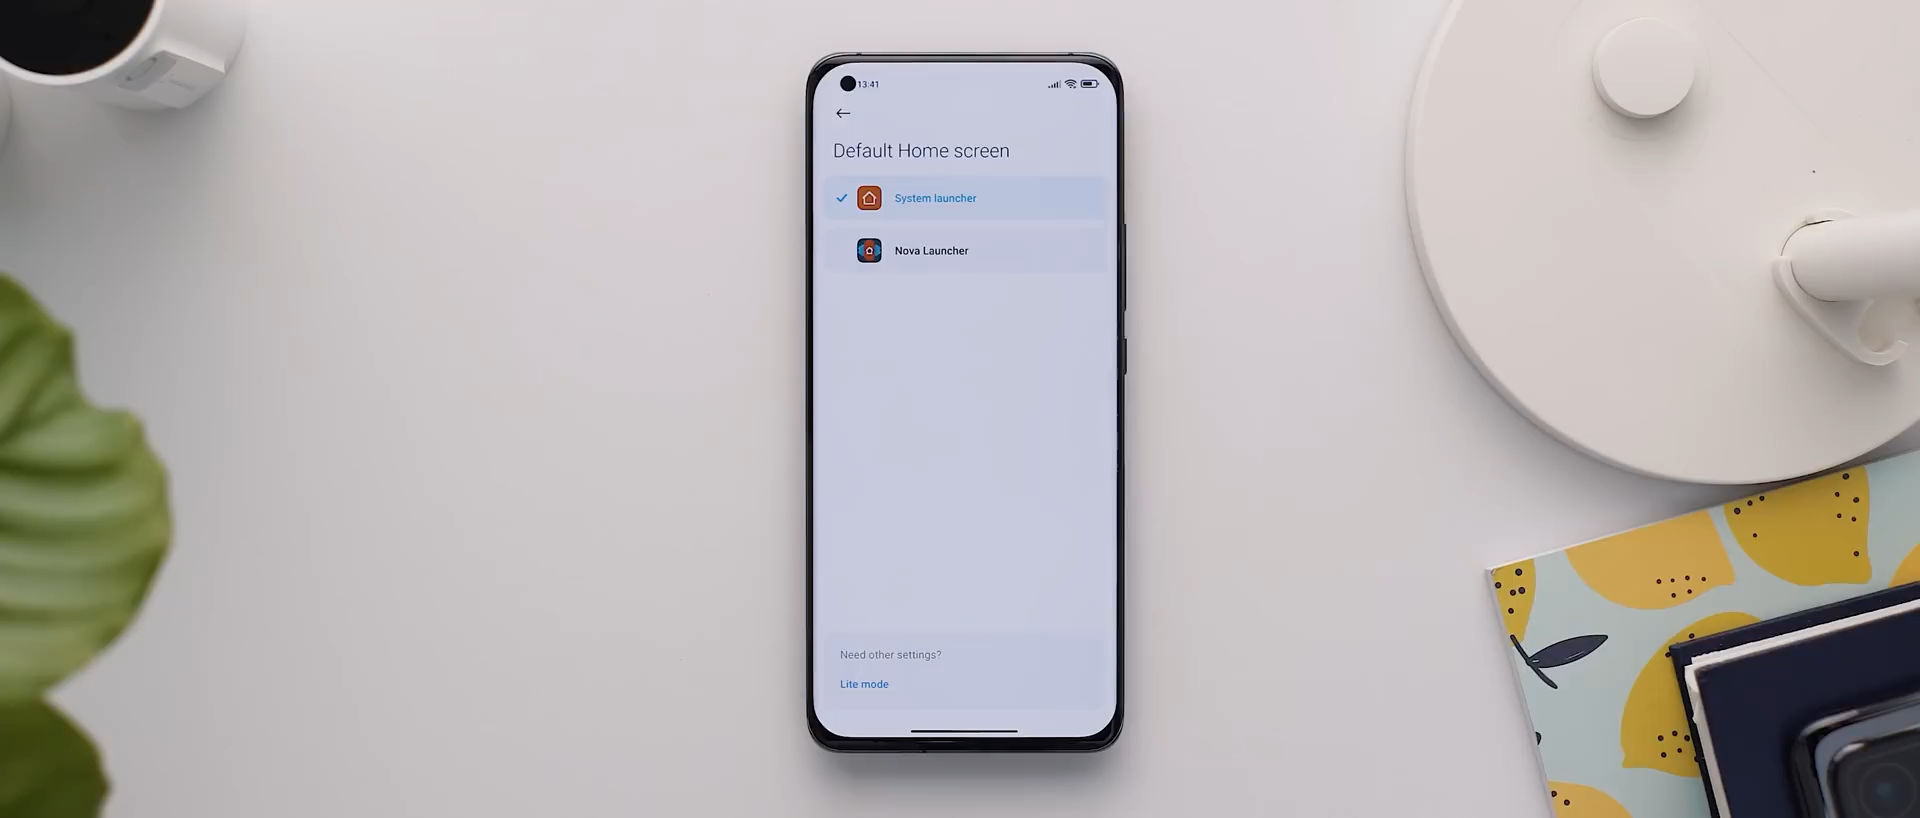 13:41
Default Home screen
System launcher
Nova Launcher
Need other settings?
Lite mode